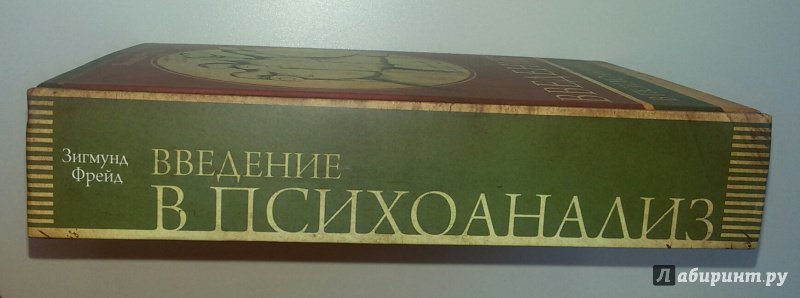 Зигмунд
Фрейд
ВВЕДЕНИЕ
В ПСИХОАНАЛИЗ
Лабиринт.ру